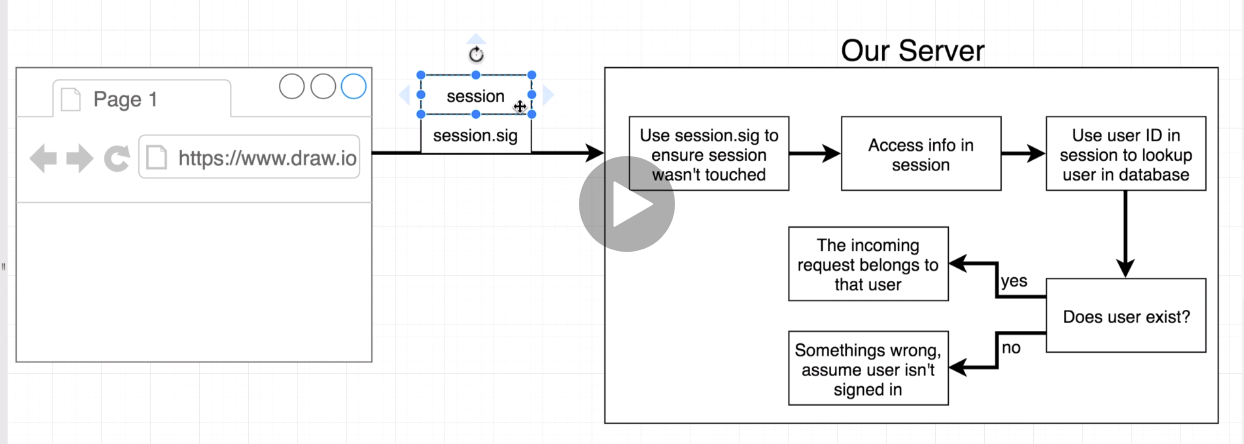 Our Server
Page 1
https://www.draw.io
session
session.sig
Use session.sig to
ensure session
wasn't touched
Access info in
session
Use user ID in
session to lookup
user in database
The incoming
request belongs to
that user
yes
Does user exist?
no
Somethings wrong,
assume user isn't
signed in